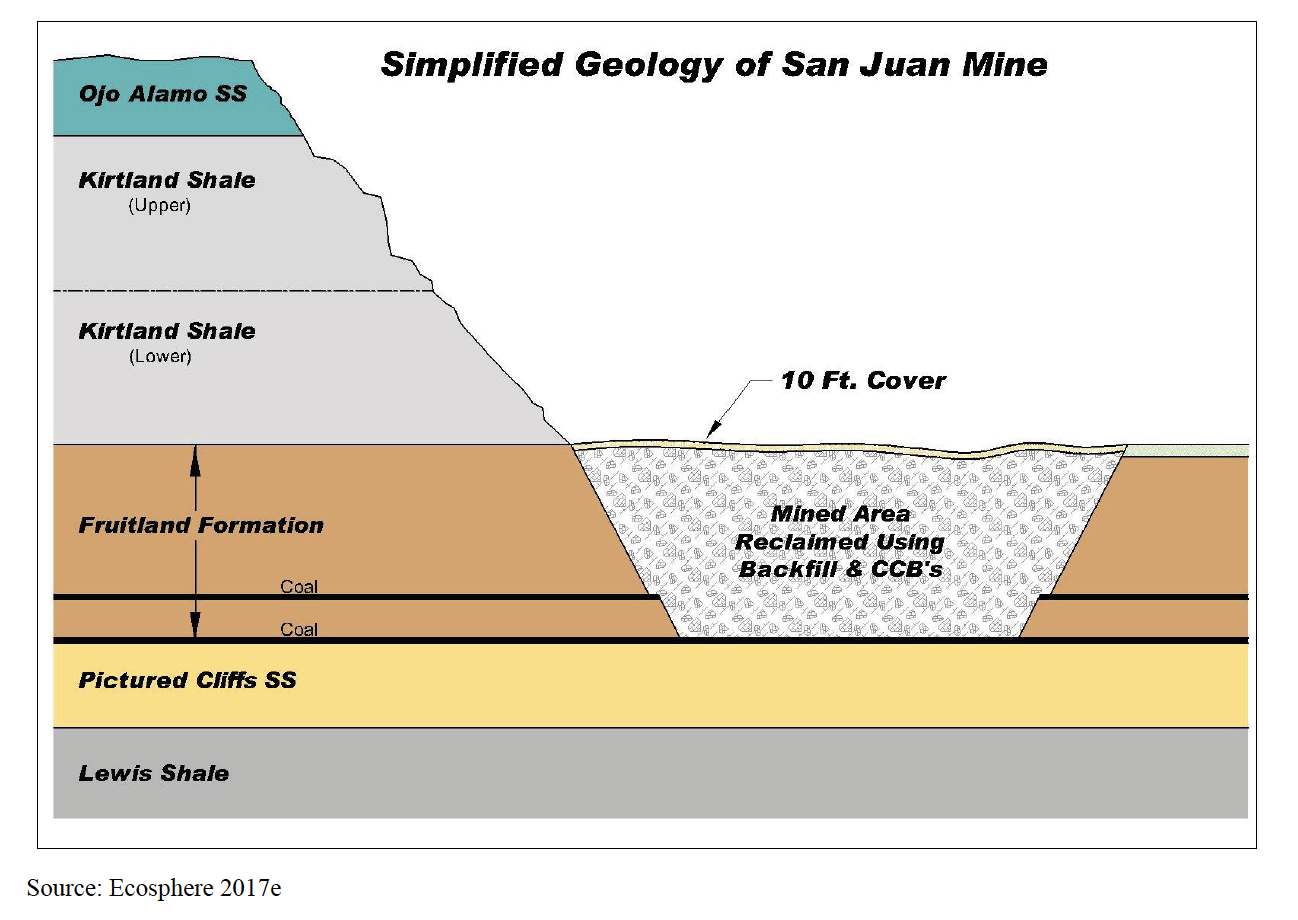 Simplified Geology of San Juan Mine
Ojo Alamo SS
Kirtland Shale
(Upper)
Kirtland Shale
(Lower)
10 Ft. Cover
Fruitland Formation
Mined Area
Reclaimed Using
Backfill & CCB's
Coal
Coal
Pictured Cliffs SS
Lewis Shale
Source: Ecosphere 2017e